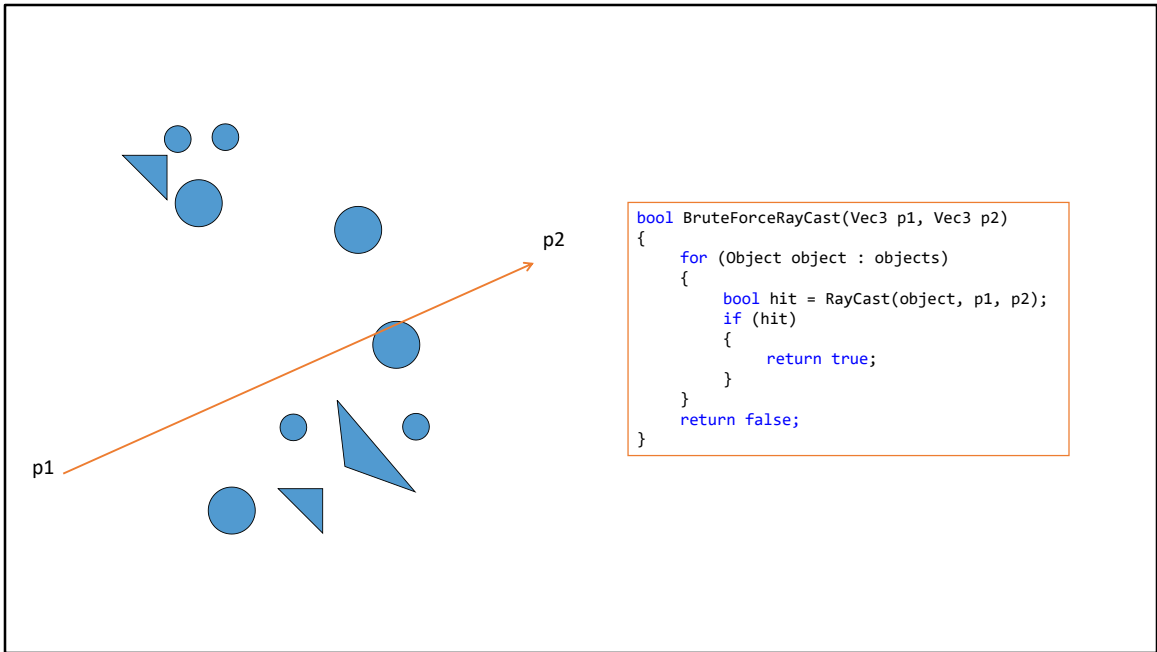 p2
p1
bool BruteForceRayCast(Vec3 p1, Vec3 p2)
{
    for (Object object : objects)
    {
        bool hit = RayCast(object, p1, p2);
        if (hit)
        {
            return true;
        }
    }
    return false;
}